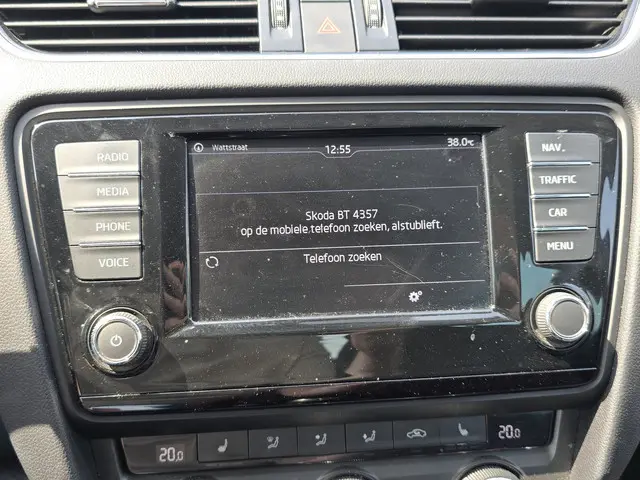 Wattstraat
12:55
38.0℃
RADIO
MEDIA
PHONE
VOICE
Skoda BT 4357
op de mobiele telefoon zoeken, alstublieft.
Telefoon zoeken
NAV.
TRAFFIC
CAR
MENU
20.0
20.0